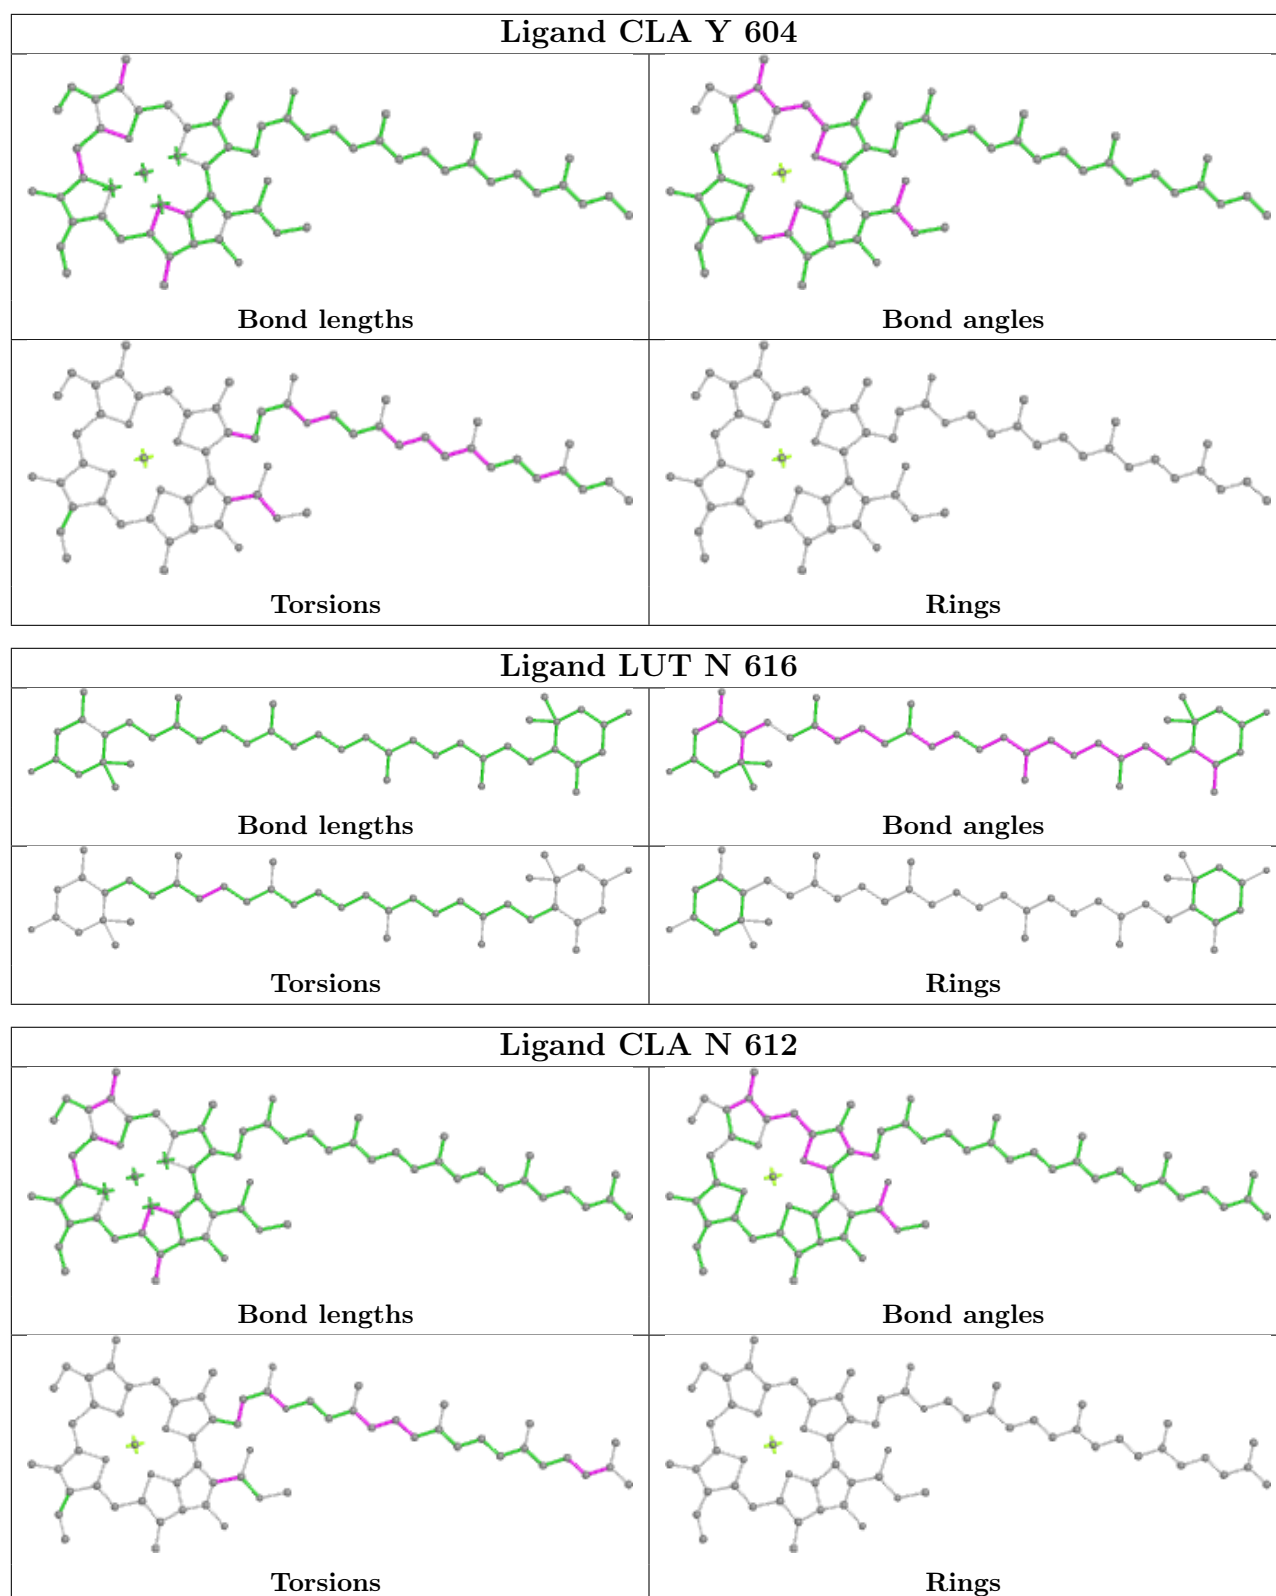 Ligand CLA Y 604
Bond lengths
Bond angles
Torsions
Rings
Ligand LUT N 616
Bond lengths
Bond angles
Torsions
Rings
Ligand CLA N 612
Bond lengths
Bond angles
Torsions
Rings